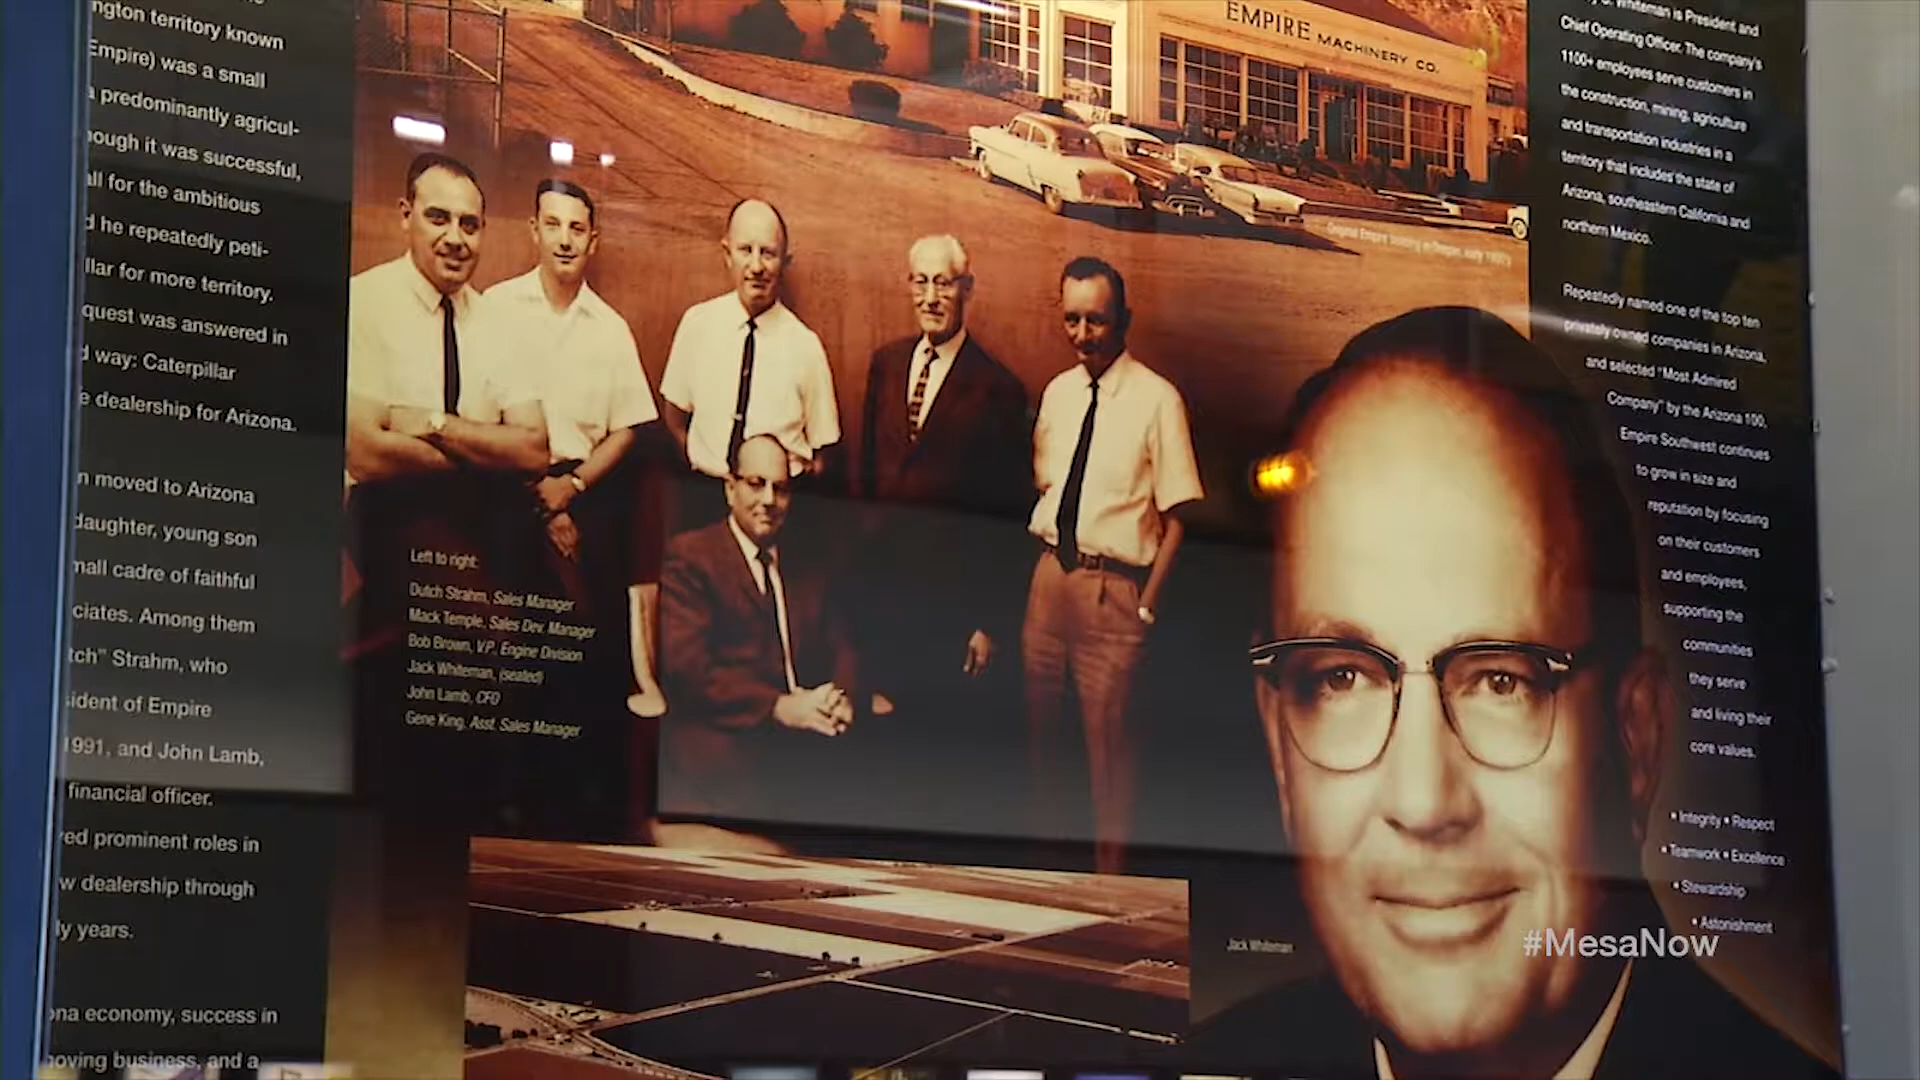 ngton territory known
Empire) was a small
a predominantly agricul-
hough it was successful,
all for the ambitious
d he repeatedly peti-
llar for more territory.
quest was answered in
d way: Caterpillar
e dealership for Arizona.
n moved to Arizona
daughter, young son
mall cadre of faithful
ciates. Among them
tch" Strahm, who
sident of Empire
1991, and John Lamb,
financial officer.
yed prominent roles in
w dealership through
ly years.
ona economy, success in
moving business, and a
EMPIRE MACHINERY CO.
Original Empire building in Oregon, early 1950's
Left to right:
Dutch Strahm, Sales Manager
Mack Temple, Sales Dev. Manager
Bob Brown, V.P., Engine Division
Jack Whiteman, (seated)
John Lamb, CFO
Gene King, Asst. Sales Manager
Jack Whiteman
Whiteman is President and
Chief Operating Officer. The company's
1100+ employees serve customers in
the construction, mining, agriculture
and transportation industries in a
territory that includes the state of
Arizona, southeastern California and
northern Mexico.
Repeatedly named one of the top ten
privately owned companies in Arizona,
and selected "Most Admired
Company" by the Arizona 100,
Empire Southwest continues
to grow in size and
reputation by focusing
on their customers
and employees,
supporting the
communities
they serve
and living their
core values.
• Integrity • Respect
• Teamwork • Excellence
• Stewardship
• Astonishment
#MesaNow